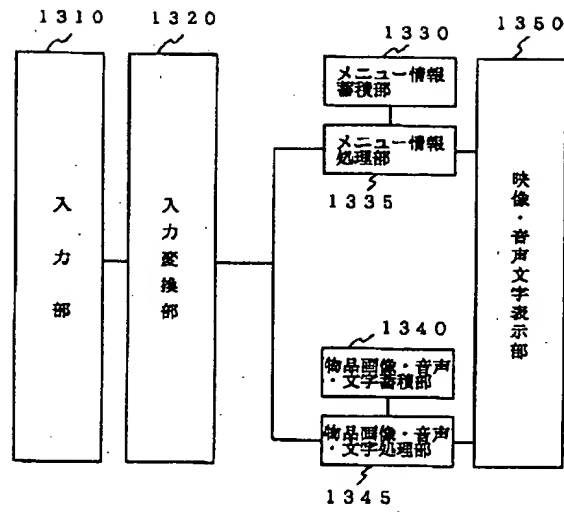 1310
1320
1330
1350
メニュー情報
蓄積部
メニュー情報
処理部
1335
入力部
入力変換部
映像・音声文字表示部
1340
物品画像・音声
・文字蓄積部
物品画像・音声
・文字処理部
1345